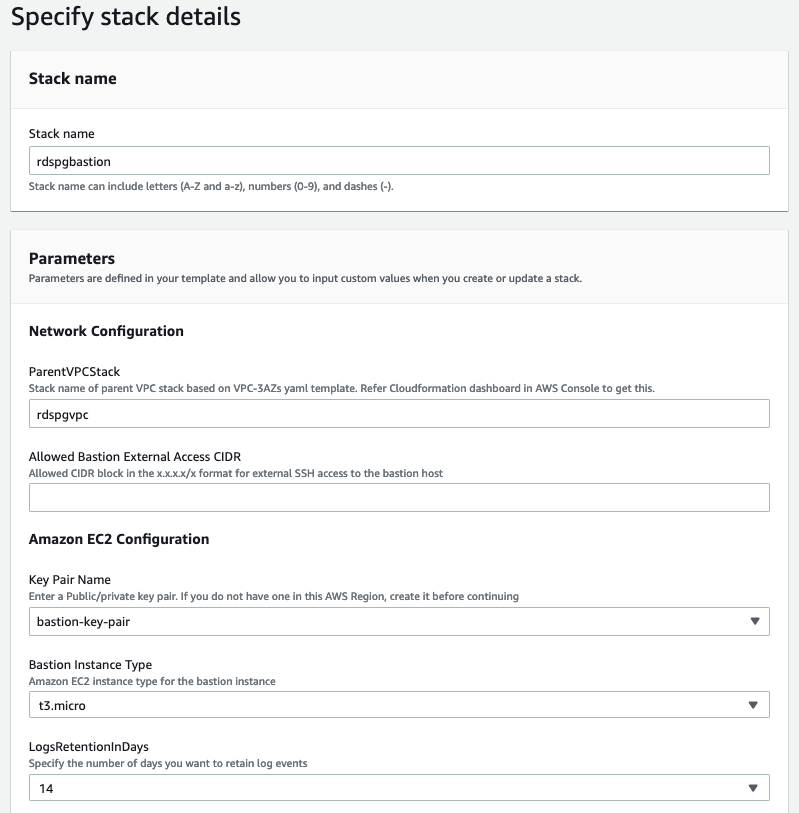 Specify stack details
Stack name
Stack name
rdspgbastion
Stack name can include letters (A-Z and a-z), numbers (0-9), and dashes (-).
Parameters
Parameters are defined in your template and allow you to input custom values when you create or update a stack.
Network Configuration
ParentVPCStack
Stack name of parent VPC stack based on VPC-3AZs yaml template. Refer Cloudformation dashboard in AWS Console to get this.
rdspgvpc
Allowed Bastion External Access CIDR
Allowed CIDR block in the x.x.x.x/x format for external SSH access to the bastion host
Amazon EC2 Configuration
Key Pair Name
Enter a Public/private key pair. If you do not have one in this AWS Region, create it before continuing
bastion-key-pair
Bastion Instance Type
Amazon EC2 instance type for the bastion instance
t3.micro
LogsRetentionInDays
Specify the number of days you want to retain log events
14